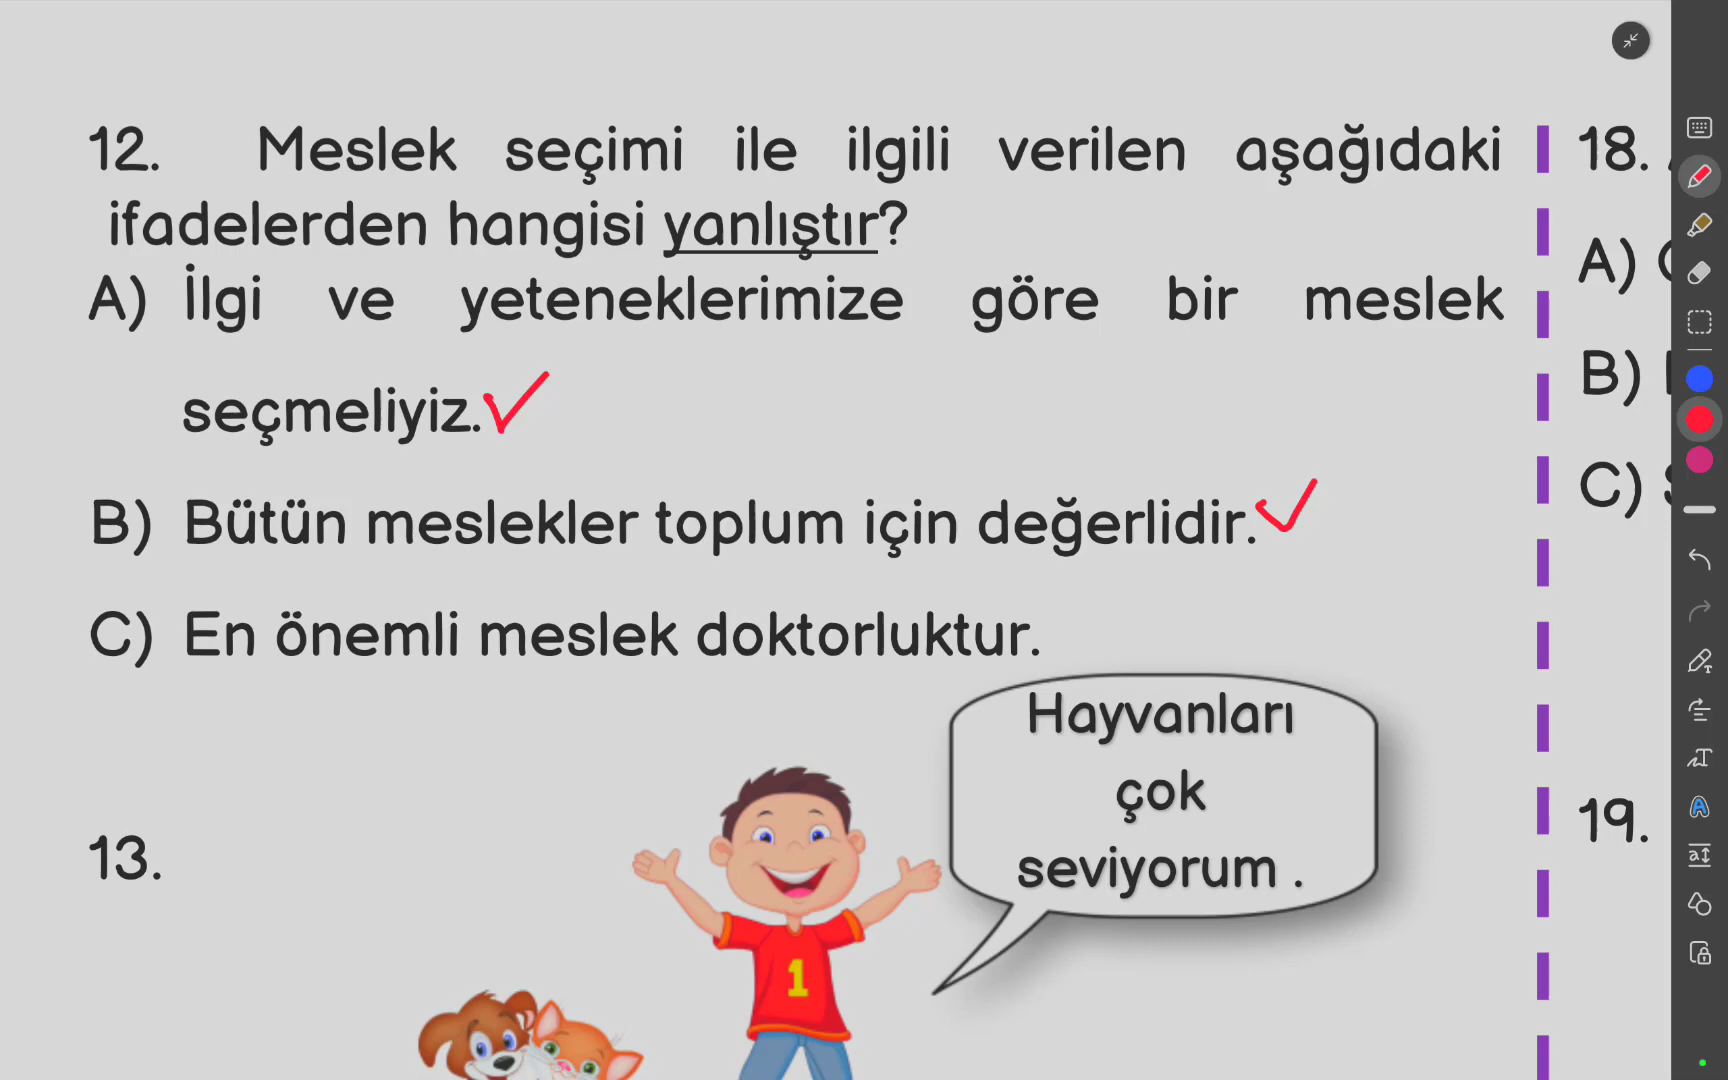 12. Meslek seçimi ile ilgili verilen aşağıdaki
ifadelerden hangisi yanlıştır?
A) İlgi ve yeteneklerimize göre bir meslek
seçmeliyiz.
B) Bütün meslekler toplum için değerlidir.
C) En önemli meslek doktorluktur.
13.
Hayvanları
çok
seviyorum .
1
18.
A)
B)
C)
19.